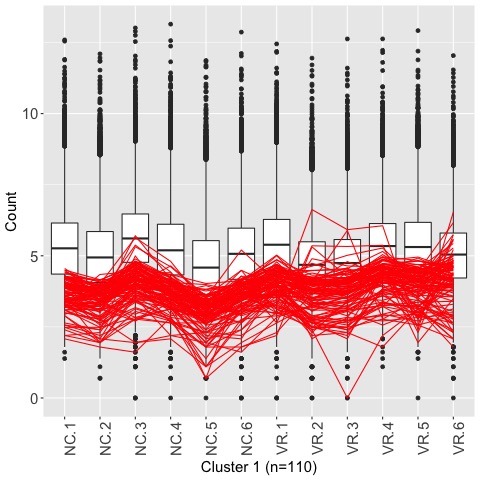 10
5
0
Count
NC.1
NC.2
NC.3
NC.4
NC.5
NC.6
VR.1
VR.2
VR.3
VR.4
VR.5
VR.6
Cluster 1 (n=110)